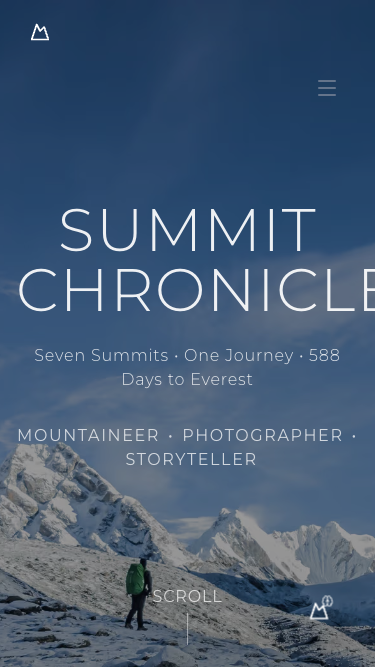 SUMMIT
CHRONICLE
Seven Summits • One Journey • 588
Days to Everest
MOUNTAINEER • PHOTOGRAPHER •
STORYTELLER
SCROLL